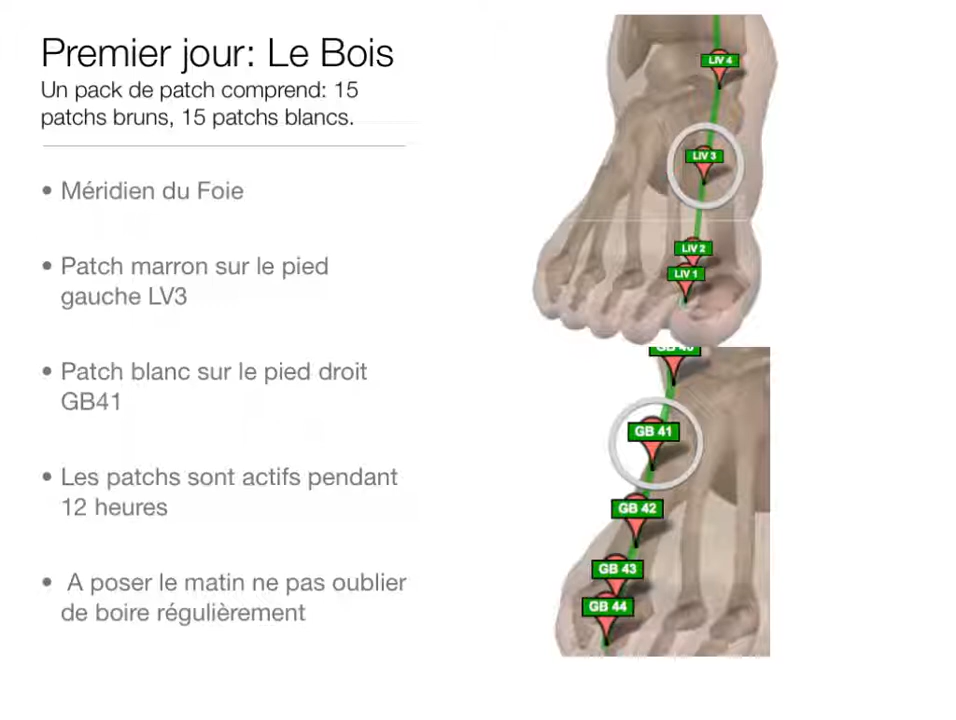 Premier jour: Le Bois
Un pack de patch comprend: 15
patchs bruns, 15 patchs blancs.
• Méridien du Foie
• Patch marron sur le pied
gauche LV3
• Patch blanc sur le pied droit
GB41
• Les patchs sont actifs pendant
12 heures
• A poser le matin ne pas oublier
de boire régulièrement
LIV 4
LIV 3
LIV 2
LIV 1
GB 41
GB 42
GB 43
GB 44